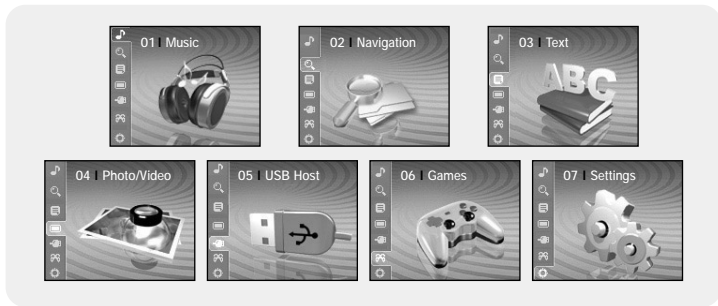 01 | Music
02 | Navigation
03 | Text
ABC
04 | Photo/Video
05 | USB Host
06 | Games
07 | Settings